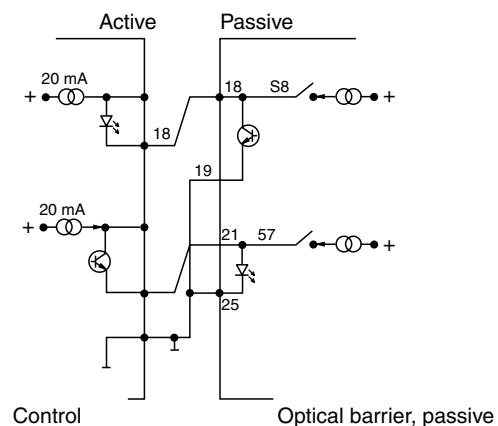 Active Passive
20 mA 18 S8
+ +
18
19
20 mA 21 57
+ +
25
Control Optical barrier, passive